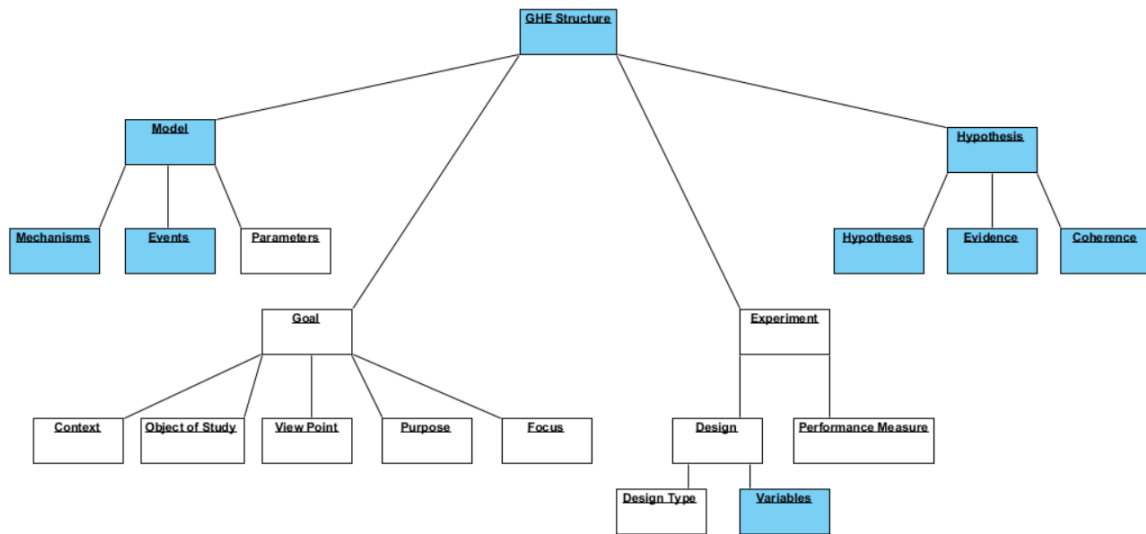 GHE Structure
Model
Hypothesis
Mechanisms
Events
Parameters
Hypotheses
Evidence
Coherence
Goal
Experiment
Context
Object of Study
View Point
Purpose
Focus
Design
Performance Measure
Design Type
Variables